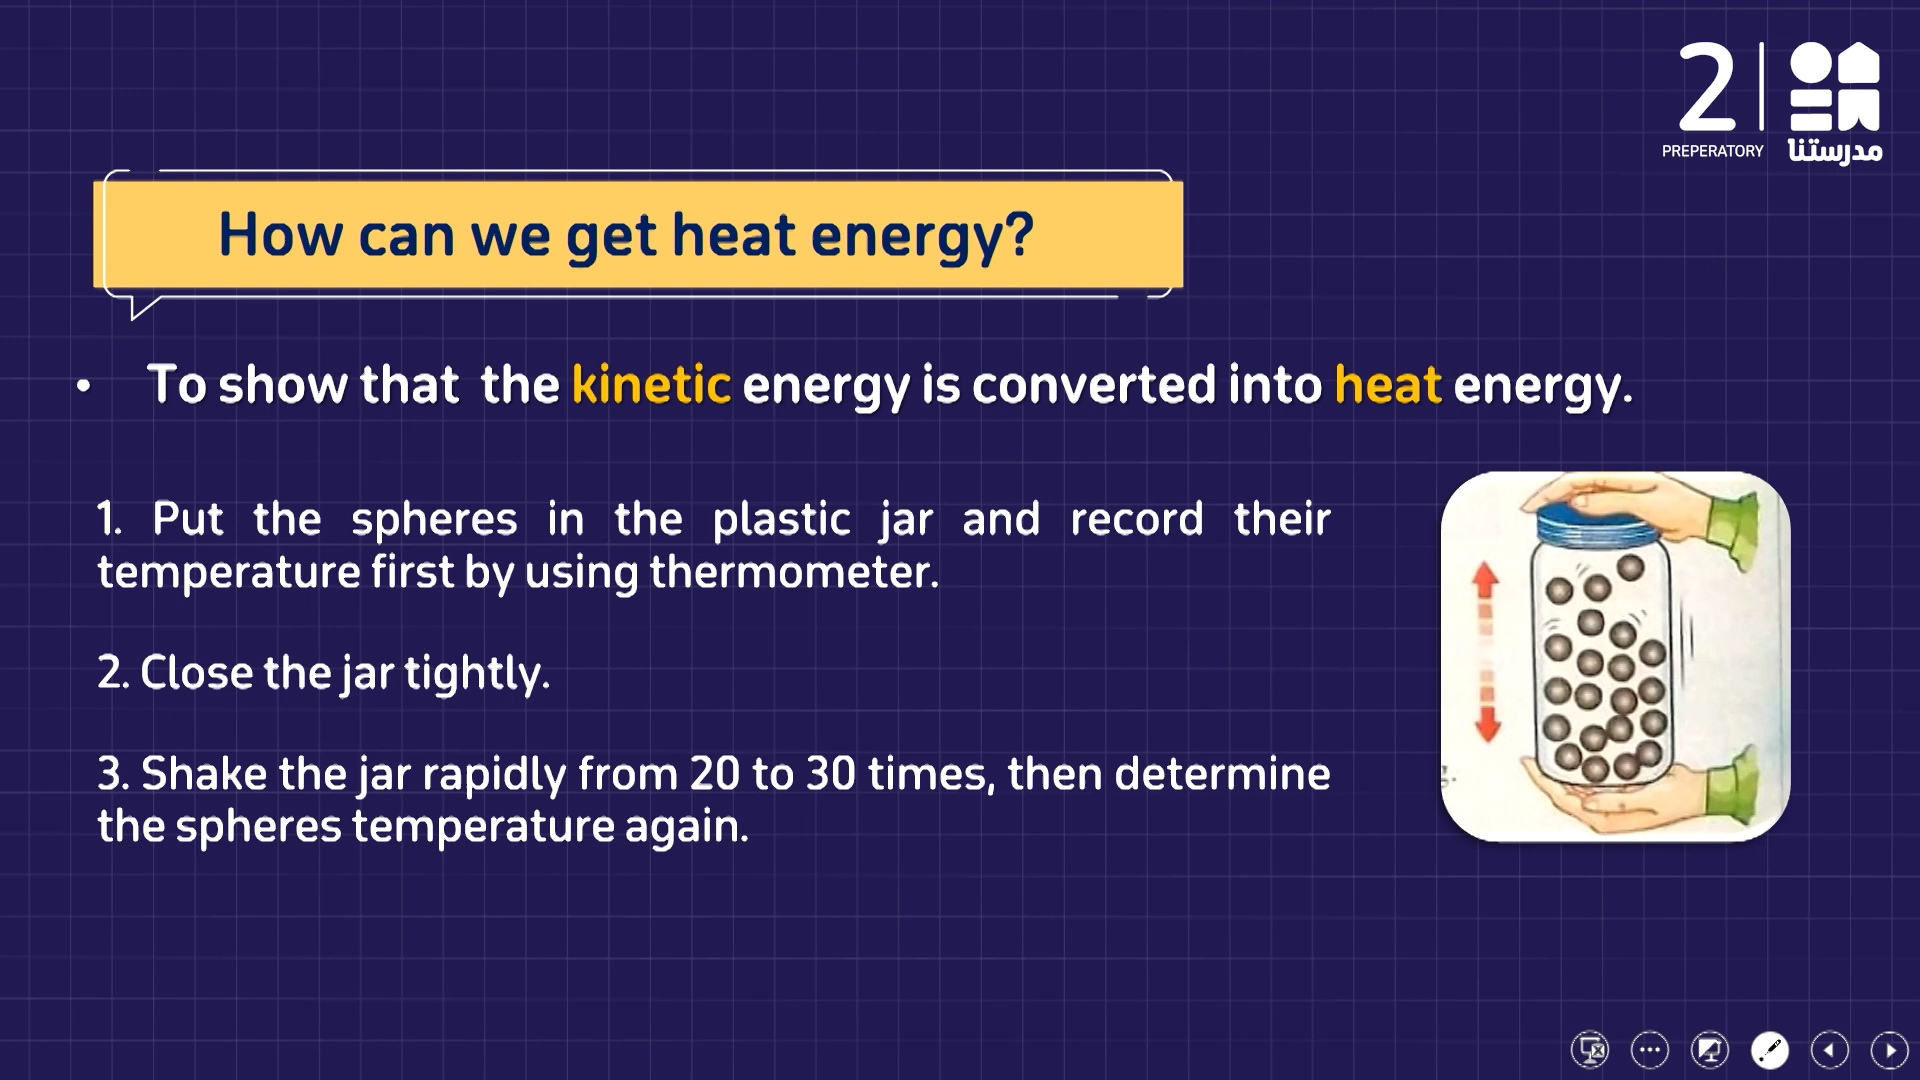 2
PREPERATORY
مدرستنا
How can we get heat energy?
• To show that the kinetic energy is converted into heat energy.
1. Put the spheres in the plastic jar and record their
temperature first by using thermometer.
2. Close the jar tightly.
3. Shake the jar rapidly from 20 to 30 times, then determine
the spheres temperature again.